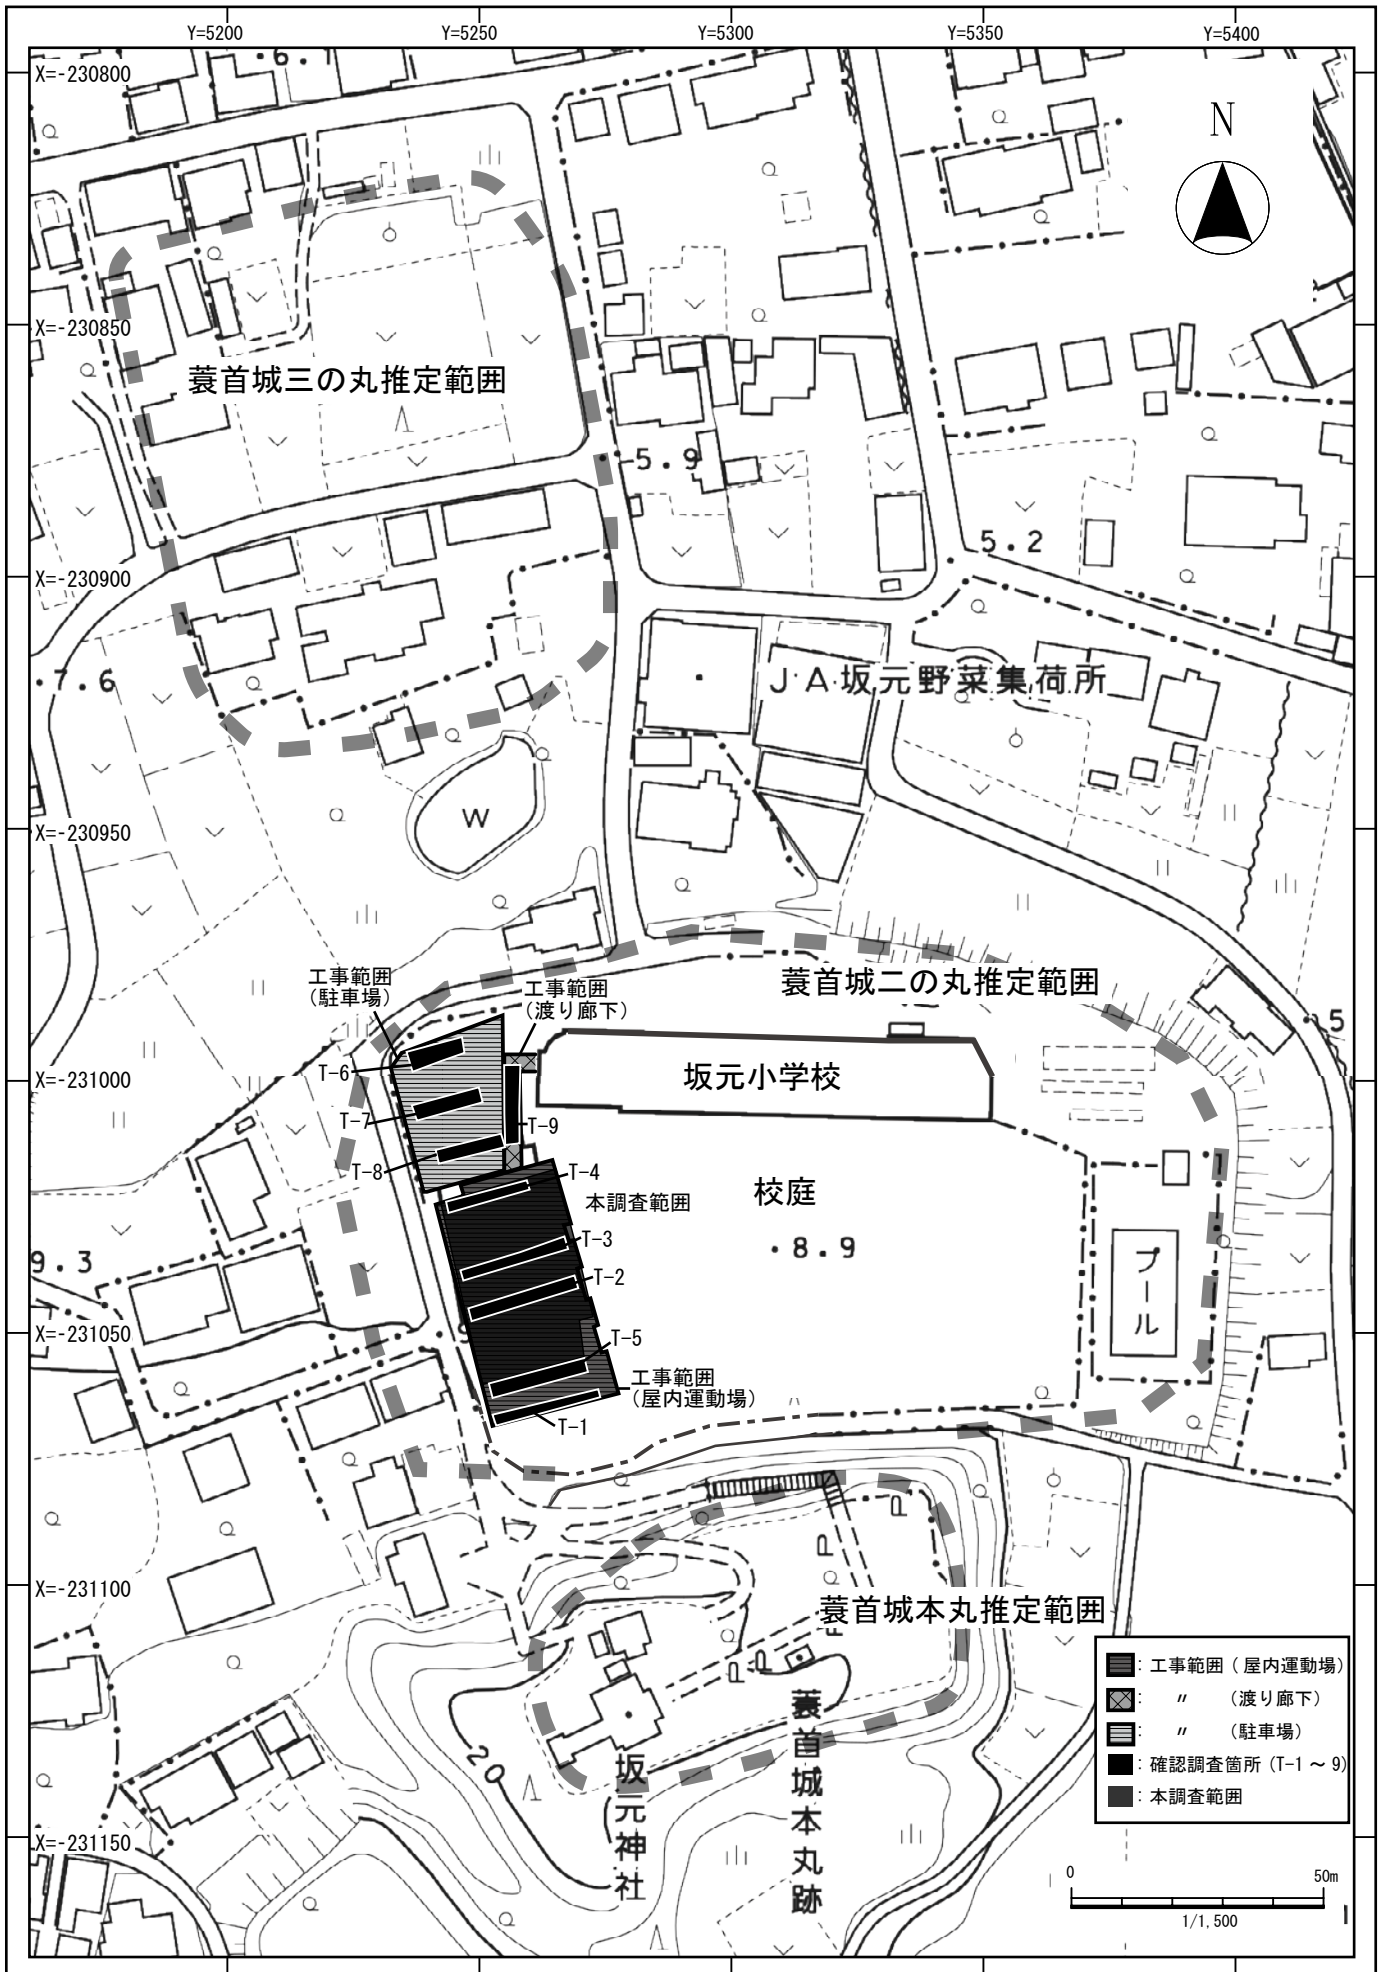 Y=5200
Y=5250
Y=5300
Y=5350
Y=5400
X=-230800
N
X=-230850
蓑首城三の丸推定範囲
5.9
5.2
X=-230900
7.6
J・A・坂元野菜集荷所
W
X=-230950
工事範囲
(駐車場)
工事範囲
(渡り廊下)
蓑首城二の丸推定範囲
5
X=-231000
T-6
坂元小学校
T-7
T-9
T-8
T-4
本調査範囲
校庭
T-3
8.9
9.3
T-2
プール
X=-231050
T-5
工事範囲
(屋内運動場)
T-1
P
P
X=-231100
蓑首城本丸推定範囲
P
P
20
坂元神社
蓑首城本丸跡
: 工事範囲 ( 屋内運動場)
: 〃 (渡り廊下)
: 〃 (駐車場)
: 確認調査箇所 (T-1 ~ 9)
: 本調査範囲
X=-231150
0
50m
1/1,500